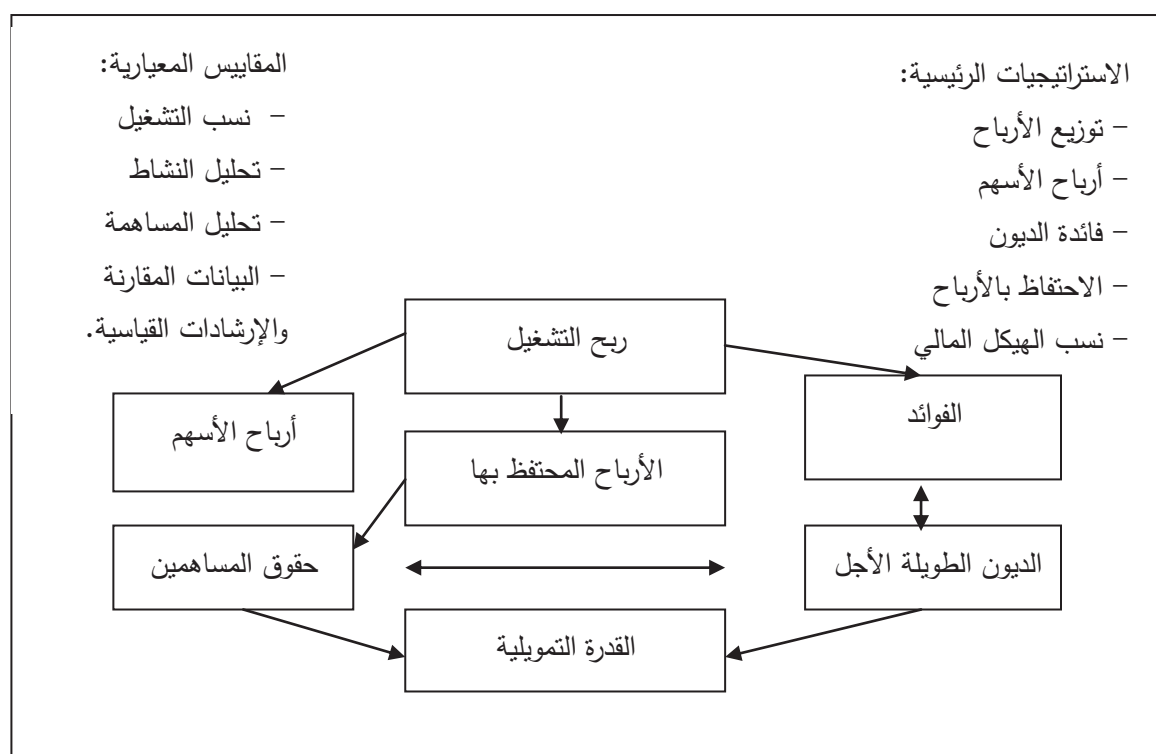 الاستراتيجيات الرئيسية:
– توزيع الأرباح
– أرباح الأسهم
– فائدة الديون
– الاحتفاظ بالأرباح
– نسب الهيكل المالي
المقاييس المعيارية:
– نسب التشغيل
– تحليل النشاط
– تحليل المساهمة
– البيانات المقارنة
والإرشادات القياسية.
ربح التشغيل
الفوائد
الأرباح المحتفظ بها
أرباح الأسهم
الديون الطويلة الأجل
حقوق المساهمين
القدرة التمويلية